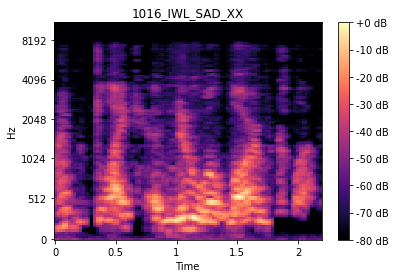 1016_IWL_SAD_XX
+0 dB
8192
-10 dB
4096
-20 dB
-30 dB
2048
Hz
-40 dB
1024
-50 dB
512
-60 dB
-70 dB
0
-80 dB
0 0.5 1 1.5 2
Time